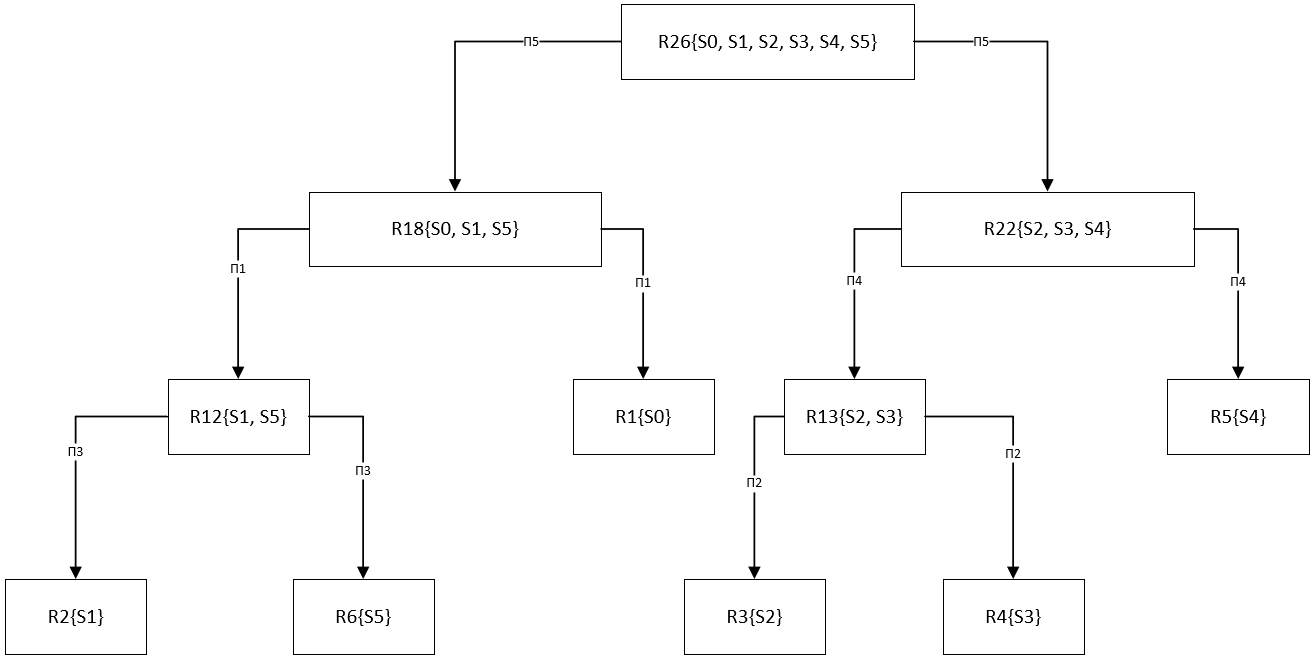 R26{S0, S1, S2, S3, S4, S5}
П5
П5
R18{S0, S1, S5}
R22{S2, S3, S4}
П1
П1
П4
П4
R12{S1, S5}
R1{S0}
R13{S2, S3}
R5{S4}
П3
П3
П2
П2
R2{S1}
R6{S5}
R3{S2}
R4{S3}